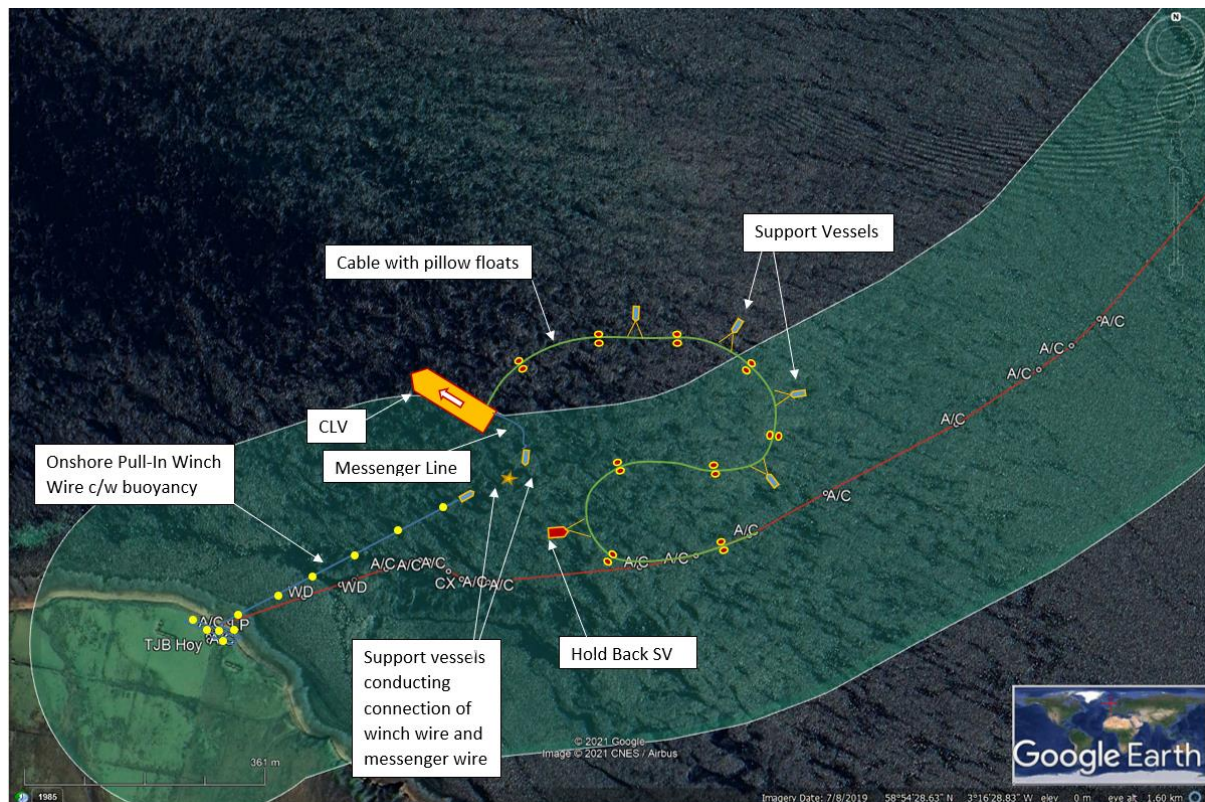 N
Support Vessels
Cable with pillow floats
A/C
A/C
A/C
A/C
CLV
Messenger Line
Onshore Pull-In Winch
Wire c/w buoyancy
A/C
A/C
A/C
A/C
A/C A/C A/C
CX A/C A/C
WD
WD
A/C LP
TJB Hoy
Support vessels
conducting
connection of
winch wire and
messenger wire
Hold Back SV
© 2021 Google
Image © 2021 CNES / Airbus
361 m
Google Earth
1985
Imagery Date: 7/8/2019 58°54'28.63" N 3°16'28.83" W elev 0 m eye alt 1.60 km